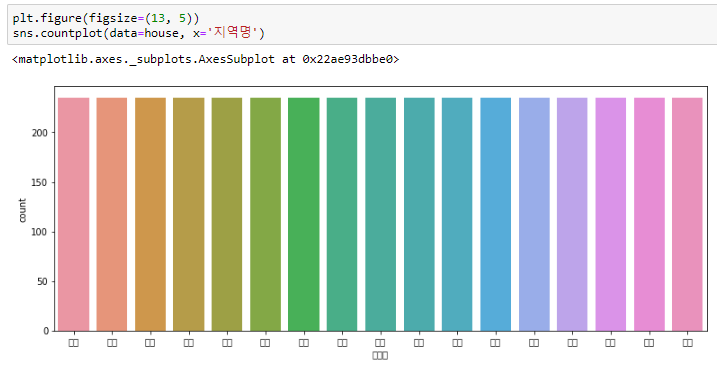 plt.figure(figsize=(13, 5))
sns.countplot(data=house, x='지역명')
<matplotlib.axes._subplots.AxesSubplot at 0x22ae93dbbe0>
200
150
100
50
0
count